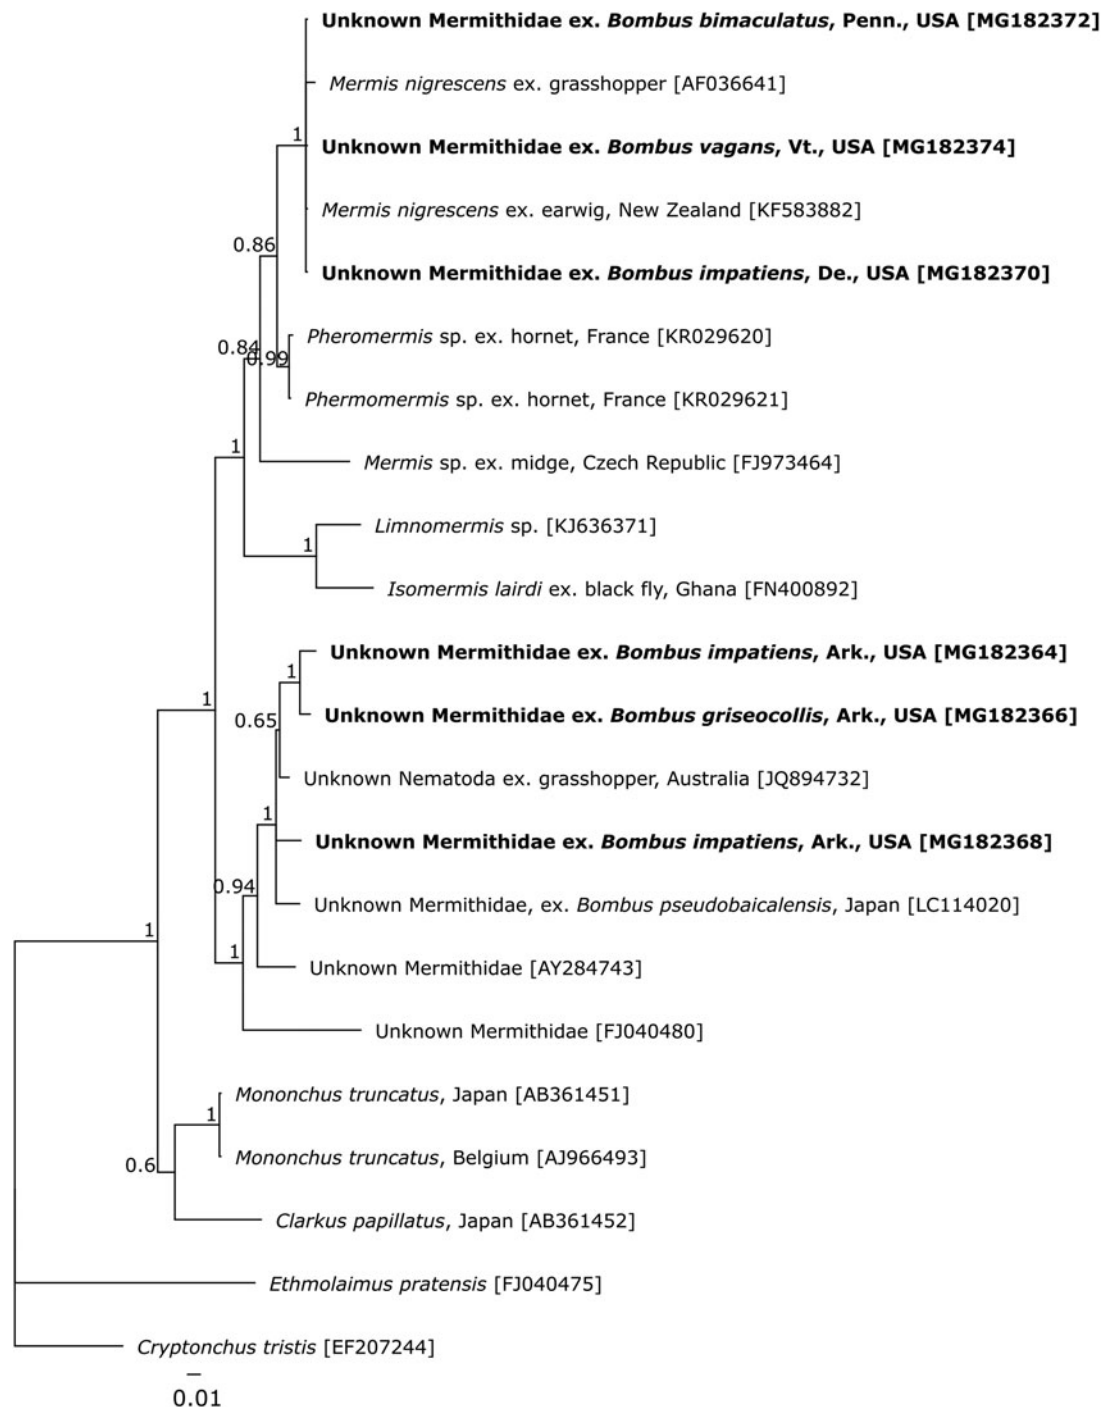 Unknown Mermithidae ex. Bombus bimaculatus, Penn., USA [MG182372]
Mermis nigrescens ex. grasshopper [AF036641]
1
Unknown Mermithidae ex. Bombus vagans, Vt., USA [MG182374]
Mermis nigrescens ex. earwig, New Zealand [KF583882]
0.86
Unknown Mermithidae ex. Bombus impatiens, De., USA [MG182370]
Pheromermis sp. ex. hornet, France [KR029620]
0.84
0.99
Phermomermis sp. ex. hornet, France [KR029621]
1
Mermis sp. ex. midge, Czech Republic [FJ973464]
Limnomermis sp. [KJ636371]
1
Isomermis lairdi ex. black fly, Ghana [FN400892]
Unknown Mermithidae ex. Bombus impatiens, Ark., USA [MG182364]
1
1
Unknown Mermithidae ex. Bombus griseocollis, Ark., USA [MG182366]
0.65
Unknown Nematoda ex. grasshopper, Australia [JQ894732]
1
Unknown Mermithidae ex. Bombus impatiens, Ark., USA [MG182368]
0.94
Unknown Mermithidae, ex. Bombus pseudobaicalensis, Japan [LC114020]
1
1
Unknown Mermithidae [AY284743]
Unknown Mermithidae [FJ040480]
Mononchus truncatus, Japan [AB361451]
1
Mononchus truncatus, Belgium [AJ966493]
0.6
Clarkus papillatus, Japan [AB361452]
Ethmolaimus pratensis [FJ040475]
Cryptonchus tristis [EF207244]
0.01